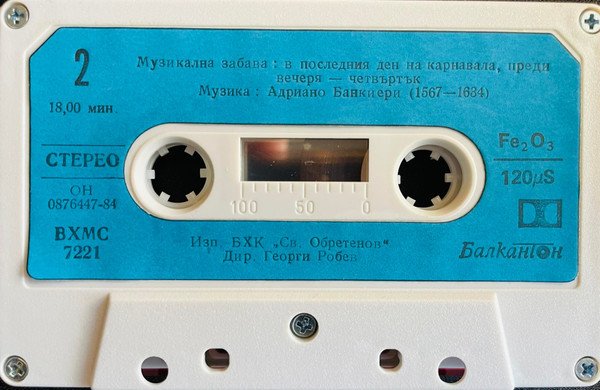 2
18,00 мин.
Музикална забава : в последния ден на карнавала, преди
вечеря — четвъртък
Музика : Адриано Банкиери (1567—1634)
СТЕРЕО
ОН
0876447-84
ВХМС
7221
100 50 0
Fe₂O₃
120µS
Изп. БХК „Св. Обретенов“
Дир. Георги Робев
Балкантон